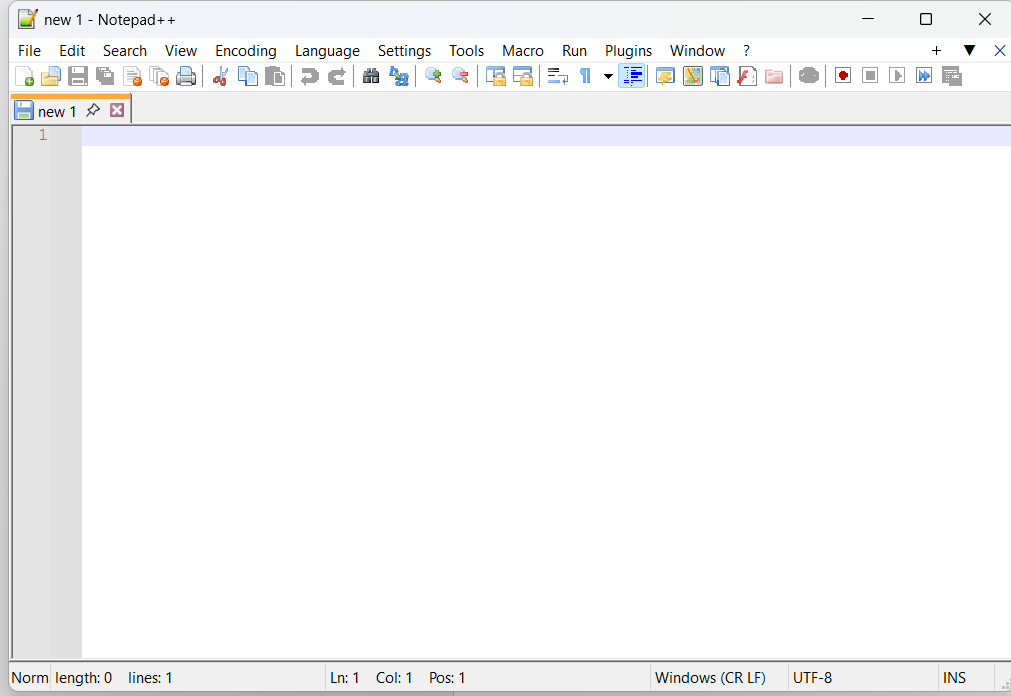 new 1 - Notepad++
File Edit Search View Encoding Language Settings Tools Macro Run Plugins Window ?
new 1
1
Norm length: 0 lines: 1 Ln: 1 Col: 1 Pos: 1 Windows (CR LF) UTF-8 INS